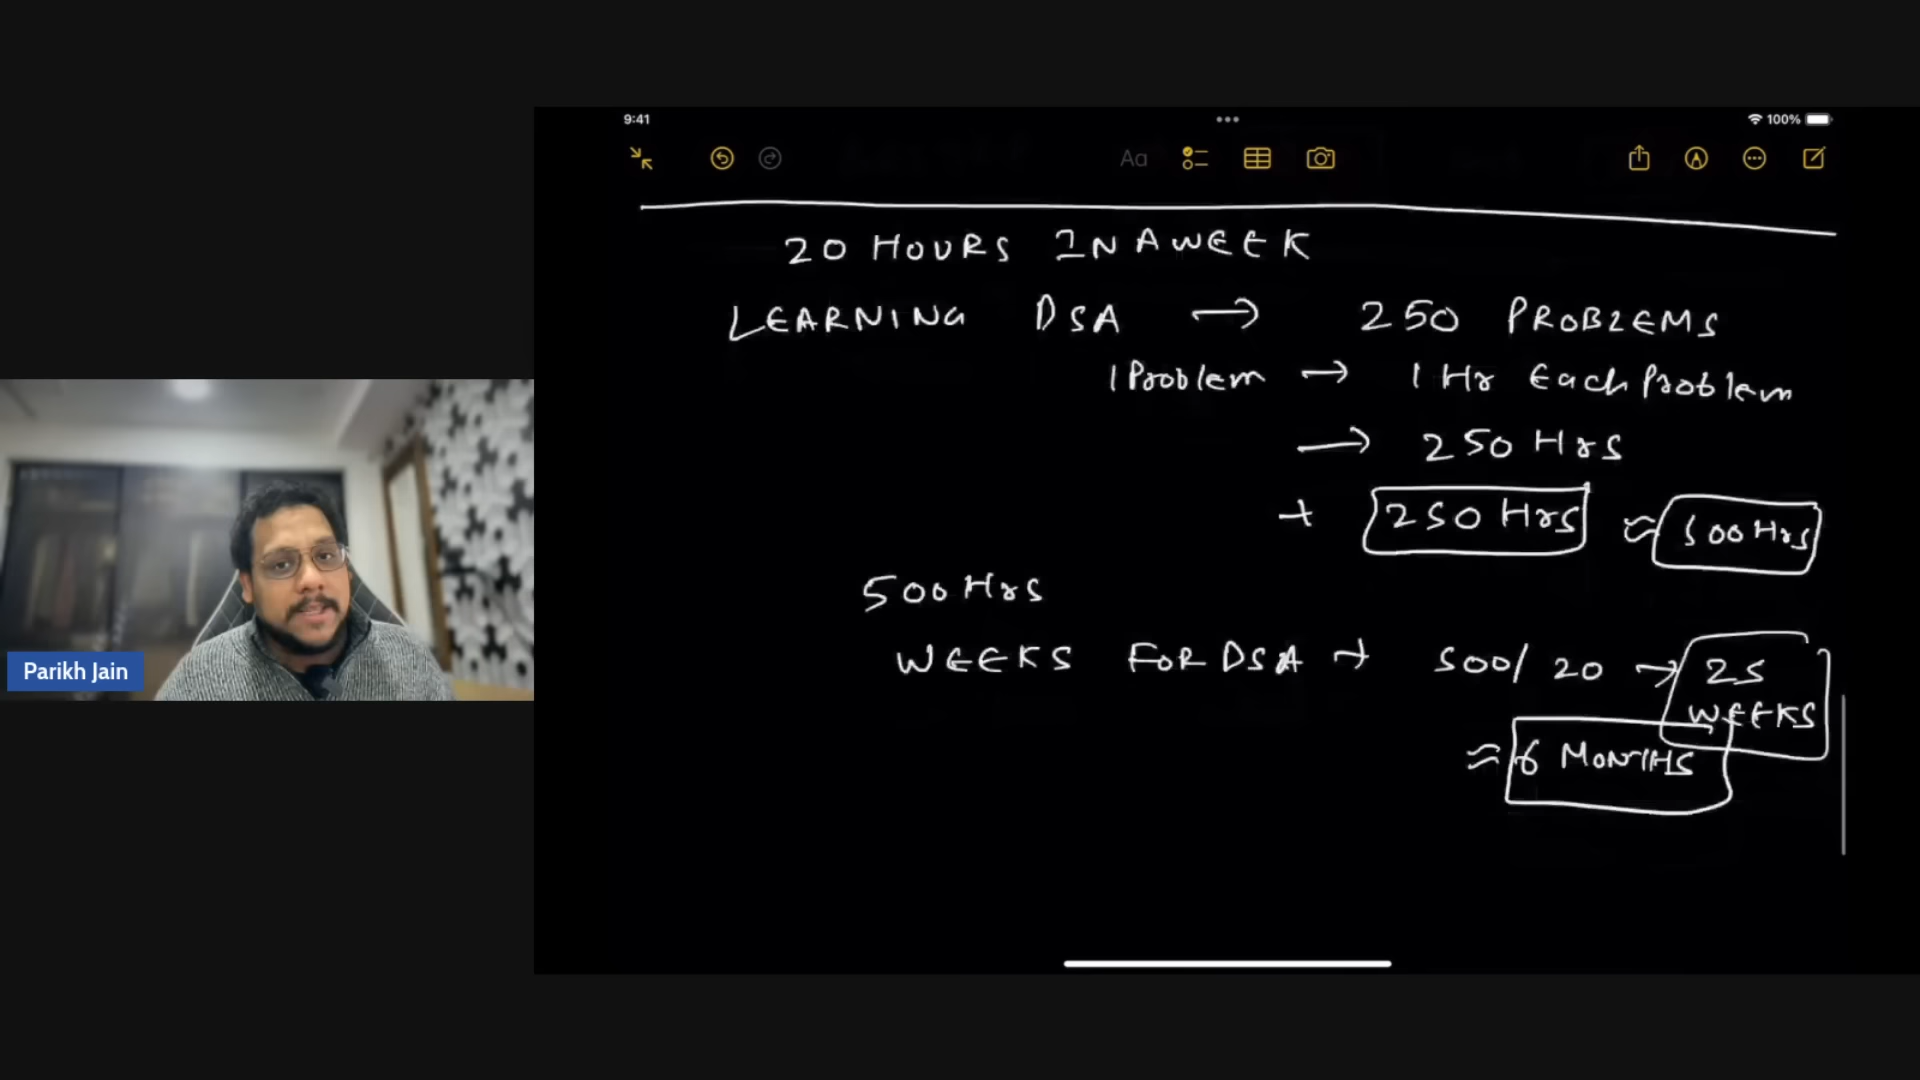 9:41
100%
Aa
20 HOURS IN A WEEK
LEARNING DSA → 250 PROBLEMS
1 Problem → 1 Hr Each Problem
→ 250 Hrs
+ 250 Hrs ≈ 500 Hrs
500 Hrs
WEEKS FOR DSA → 500/20 → 25
WEEKS
≈ 6 MONTHS
Parikh Jain